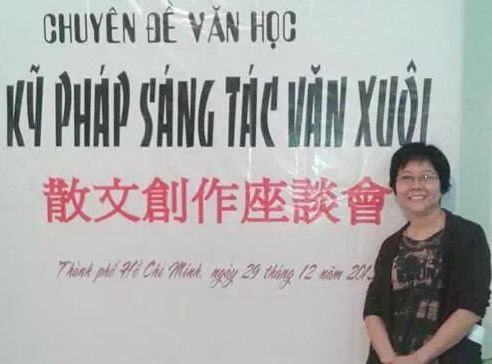 CHUYÊN ĐỀ VĂN HỌC
KỸ PHÁP SÁNG TÁC VĂN XUÔI
散文創作座談會
Thành phố Hồ Chí Minh, ngày 29 tháng 12 năm